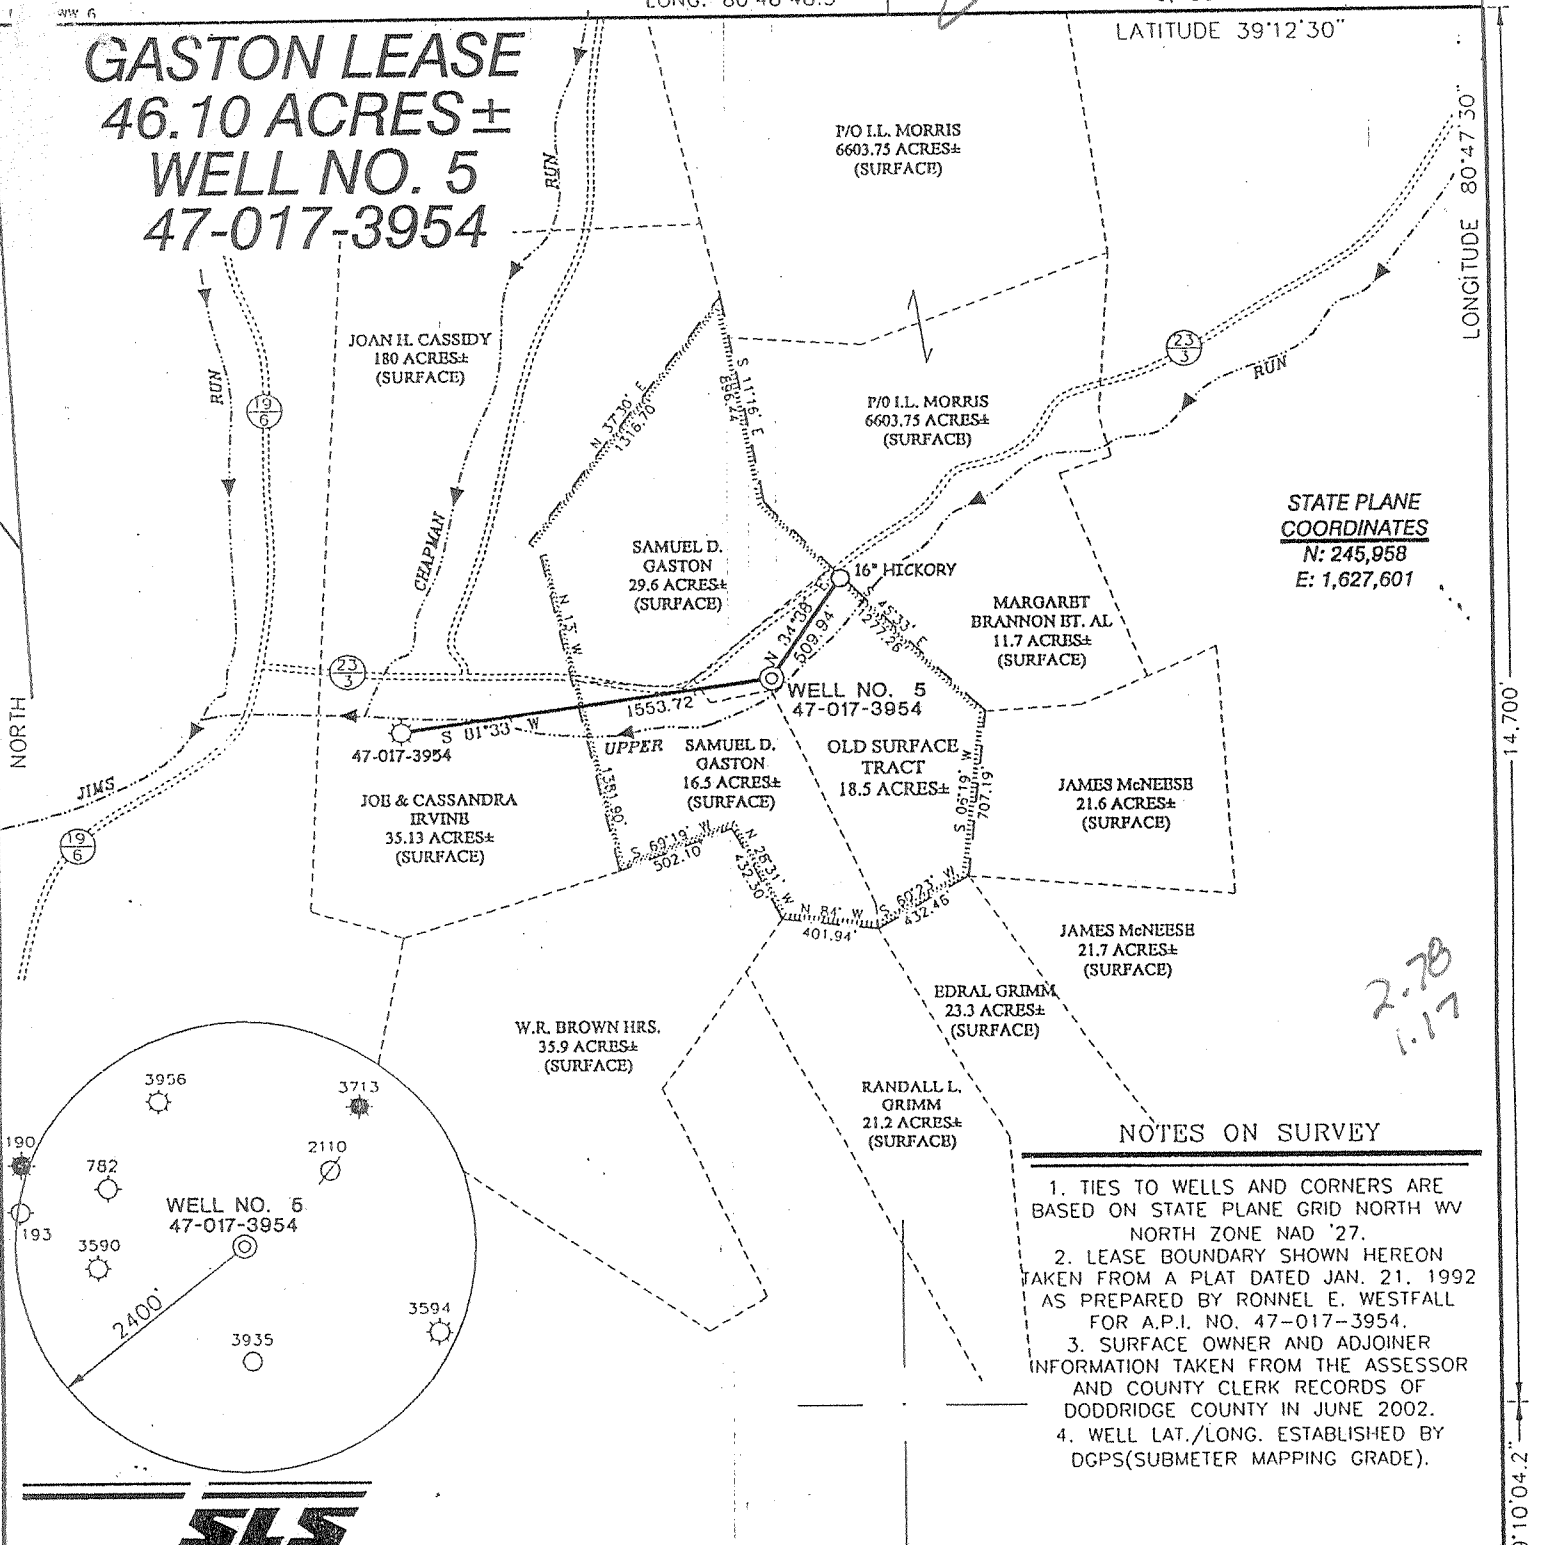 WW 6
LATITUDE 39°12'30"
GASTON LEASE
46.10 ACRES±
WELL NO. 5
47-017-3954
LONGITUDE 80°47'30"
P/O I.L. MORRIS
6603.75 ACRES±
(SURFACE)
RUN
JOAN H. CASSIDY
180 ACRES±
(SURFACE)
RUN
19
6
23
3
RUN
N 37°30' E
1316.70
S 11°16' E
896.44
P/O I.L. MORRIS
6603.75 ACRES±
(SURFACE)
STATE PLANE
COORDINATES
N: 245,958
E: 1,627,601
CHAPMAN
SAMUEL D.
GASTON
29.6 ACRES±
(SURFACE)
16" HICKORY
N 34°38' E
509.94'
S 45°33' E
1277.26
MARGARET
BRANNON ET. AL
11.7 ACRES±
(SURFACE)
N 13° W
1381.90'
23
3
WELL NO. 5
47-017-3954
1553.72'
S 81°33' W
47-017-3954
UPPER
NORTH
14,700'
SAMUEL D.
GASTON
16.5 ACRES±
(SURFACE)
OLD SURFACE
TRACT
18.5 ACRES±
S 06°19' W
707.19'
JAMES McNEESE
21.6 ACRES±
(SURFACE)
JIMS
19
6
JOE & CASSANDRA
IRVINE
35.13 ACRES±
(SURFACE)
S 69°19' W
502.10'
N 28°31' W
432.30'
N 84° W
401.94'
S 60°23' W
432.46'
JAMES McNEESE
21.7 ACRES±
(SURFACE)
2.78
1.17
EDRAL GRIMM
23.3 ACRES±
(SURFACE)
W.R. BROWN HRS.
35.9 ACRES±
(SURFACE)
RANDALL L.
GRIMM
21.2 ACRES±
(SURFACE)
3956
3713
190
782
2110
WELL NO. 5
47-017-3954
193
3590
2400'
3594
3935
NOTES ON SURVEY
1. TIES TO WELLS AND CORNERS ARE
BASED ON STATE PLANE GRID NORTH WV
NORTH ZONE NAD '27.
2. LEASE BOUNDARY SHOWN HEREON
TAKEN FROM A PLAT DATED JAN. 21, 1992
AS PREPARED BY RONNEL E. WESTFALL
FOR A.P.I. NO. 47-017-3954.
3. SURFACE OWNER AND ADJOINER
INFORMATION TAKEN FROM THE ASSESSOR
AND COUNTY CLERK RECORDS OF
DODDRIDGE COUNTY IN JUNE 2002.
4. WELL LAT./LONG. ESTABLISHED BY
DGPS(SUBMETER MAPPING GRADE).
SLS